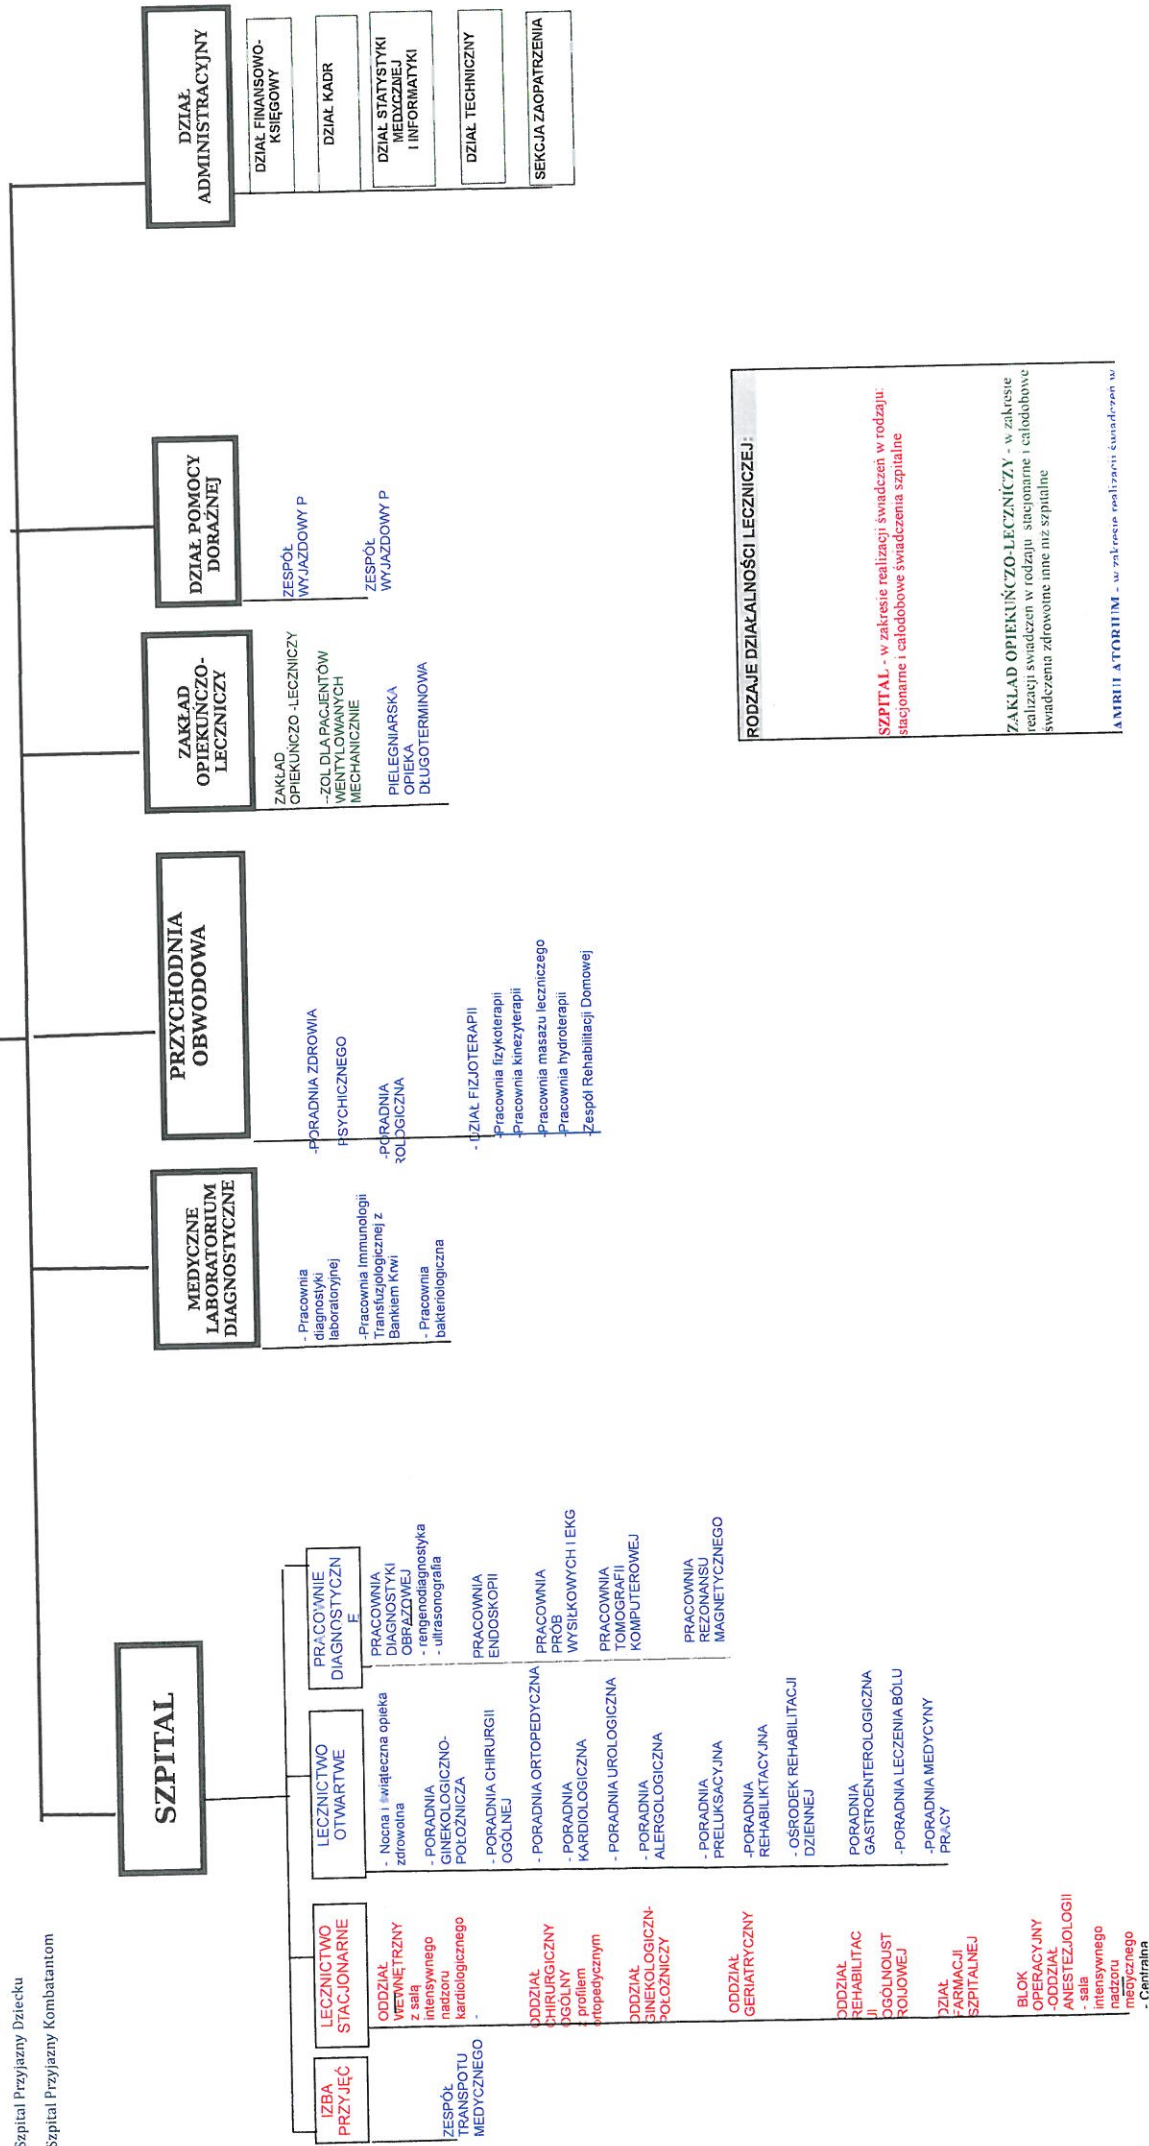 Szpital Przyjazny Dziecku
Szpital Przyjazny Kombatantom
SZPITAL
IZBA
PRZYJĘĆ
ZESPÓŁ
TRANSPOTU
MEDYCZNEGO
LECZNICTWO
STACJONARNE
ODDZIAŁ
WEWNĘTRZNY
z salą
intensywnego
nadzoru
kardiologicznego
-
ODDZIAŁ
CHIRURGICZNY
OGÓLNY
z profilem
ortopedycznym
ODDZIAŁ
GINEKOLOGICZN-
POŁOŻNICZY
ODDZIAŁ
GERIATRYCZNY
ODDZIAŁ
REHABILITAC
JI
OGÓLNOUST
ROJOWEJ
DZIAŁ
FARMACJI
SZPITALNEJ
BLOK
OPERACYJNY
-ODDZIAŁ
ANESTEZJOLOGII
- sala
intensywnego
nadzoru
medycznego
- Centralna
LECZNICTWO
OTWARTWE
- Nocna i świąteczna opieka
zdrowotna
- PORADNIA
GINEKOLOGICZNO-
POŁOŻNICZA
- PORADNIA CHIRURGII
OGÓLNEJ
- PORADNIA ORTOPEDYCZNA
- PORADNIA
KARDIOLOGICZNA
- PORADNIA UROLOGICZNA
- PORADNIA
ALERGOLOGICZNA
- PORADNIA
PRELUKSACYJNA
-PORADNIA
REHABILIKTACYJNA
- OŚRODEK REHABILITACJI
DZIENNEJ
PORADNIA
GASTROENTEROLOGICZNA
-PORADNIA LECZENIA BÓLU
-PORADNIA MEDYCYNY
PRACY
PRACOWNIE
DIAGNOSTYCZN
E
PRACOWNIA
DIAGNOSTYKI
OBRAZOWEJ
- rengenodiagnostyka
- ultrasonografia
PRACOWNIA
ENDOSKOPII
PRACOWNIA
PRÓB
WYSIŁKOWYCH I EKG
PRACOWNIA
TOMOGRAFII
KOMPUTEROWEJ
PRACOWNIA
REZONANSU
MAGNETYCZNEGO
MEDYCZNE
LABORATORIUM
DIAGNOSTYCZNE
- Pracownia
diagnostyki
laboratoryjnej
-Pracownia Immunologii
Transfuzjologicznej z
Bankiem Krwi
- Pracownia
bakteriologiczna
PRZYCHODNIA
OBWODOWA
-PORADNIA ZDROWIA
PSYCHICZNEGO
-PORADNIA
ROLOGICZNA
- DZIAŁ FIZJOTERAPII
-Pracownia fizykoterapii
-Pracownia kinezyterapii
-Pracownia masazu leczniczego
-Pracownia hydroterapii
-Zespół Rehabilitacji Domowej
ZAKŁAD
OPIEKUŃCZO-
LECZNICZY
ZAKŁAD
OPIEKUŃCZO -LECZNICZY
--ZOL DLA PACJENTÓW
WENTYLOWANYCH
MECHANICZNIE
PIELEGNIARSKA
OPIEKA
DŁUGOTERMINOWA
DZIAŁ POMOCY
DORAŹNEJ
ZESPÓŁ
WYJAZDOWY P
ZESPÓŁ
WYJAZDOWY P
DZIAŁ
ADMINISTRACYJNY
DZIAŁ FINANSOWO-
KSIĘGOWY
DZIAŁ KADR
DZIAŁ STATYSTYKI
MEDYCZNEJ
I INFORMATYKI
DZIAŁ TECHNICZNY
SEKCJA ZAOPATRZENIA
RODZAJE DZIAŁALNOŚCI LECZNICZEJ:
SZPITAL - w zakresie realizacji świadczeń w rodzaju:
stacjonarne i całodobowe świadczenia szpitalne
ZAKŁAD OPIEKUŃCZO-LECZNICZY - w zakresie
realizacji świadczen w rodzaju stacjonarne i całodobowe
świadczenia zdrowotne inne niż szpitalne
AMBULATORIUM - w zakresie realizacji świadczeń w